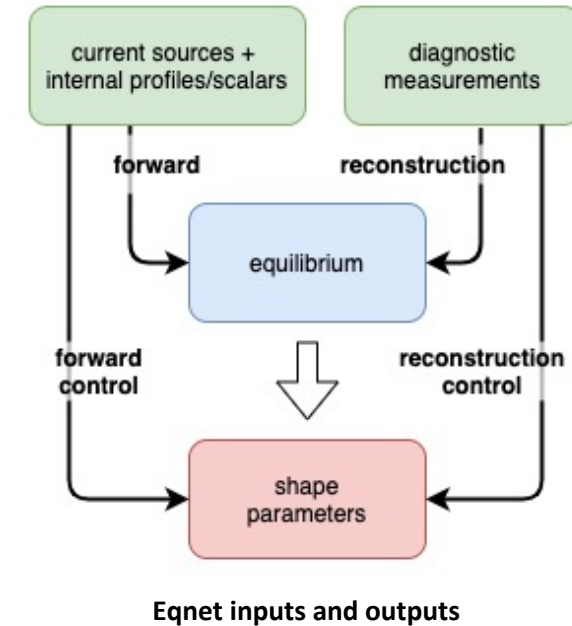 current sources +
internal profiles/scalars
diagnostic
measurements
forward
reconstruction
equilibrium
forward
control
reconstruction
control
shape
parameters
Eqnet inputs and outputs